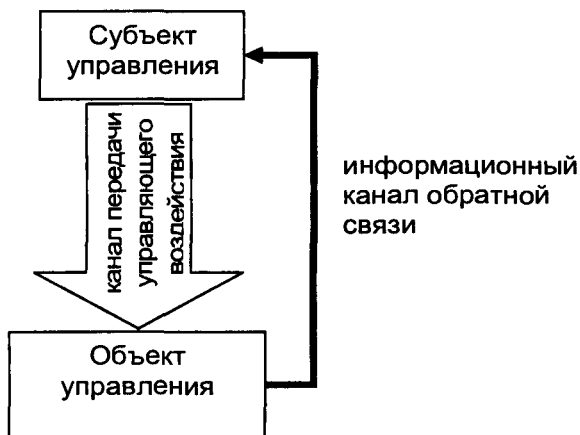 Субъект
управления
канал передачи
управляющего
воздействия
информационный
канал обратной
связи
Объект
управления